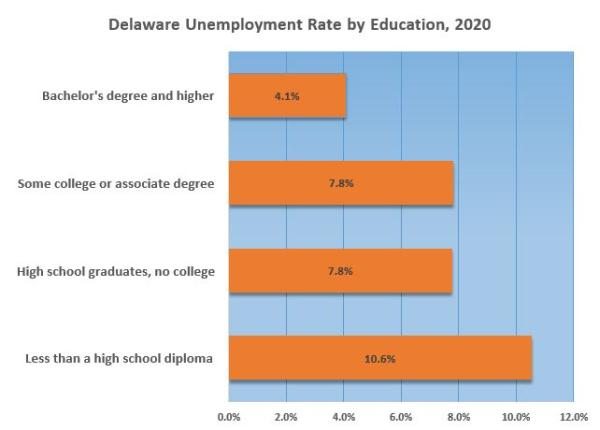 Delaware Unemployment Rate by Education, 2020
Bachelor's degree and higher
4.1%
Some college or associate degree
7.8%
High school graduates, no college
7.8%
Less than a high school diploma
10.6%
0.0% 2.0% 4.0% 6.0% 8.0% 10.0% 12.0%